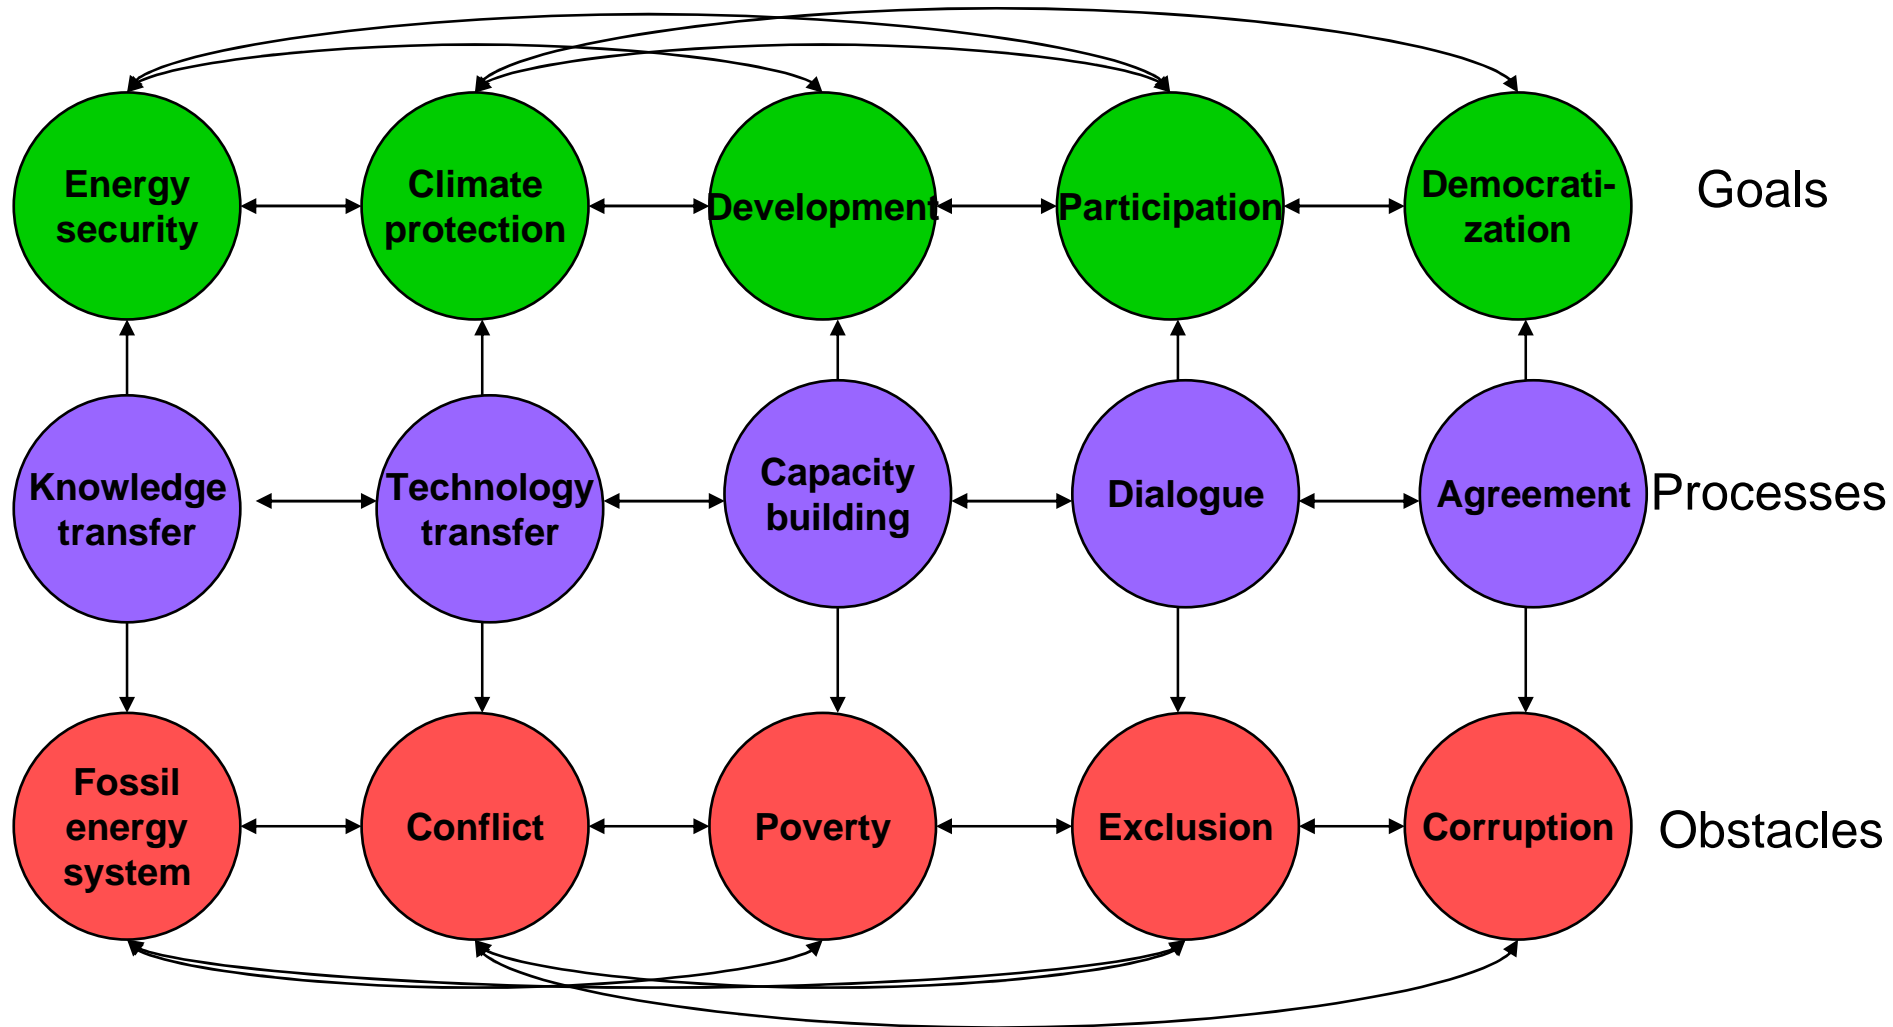 Energy
security
Climate
protection
Development
Participation
Democrati-
zation
Goals
Knowledge
transfer
Technology
transfer
Capacity
building
Dialogue
Agreement
Processes
Fossil
energy
system
Conflict
Poverty
Exclusion
Corruption
Obstacles